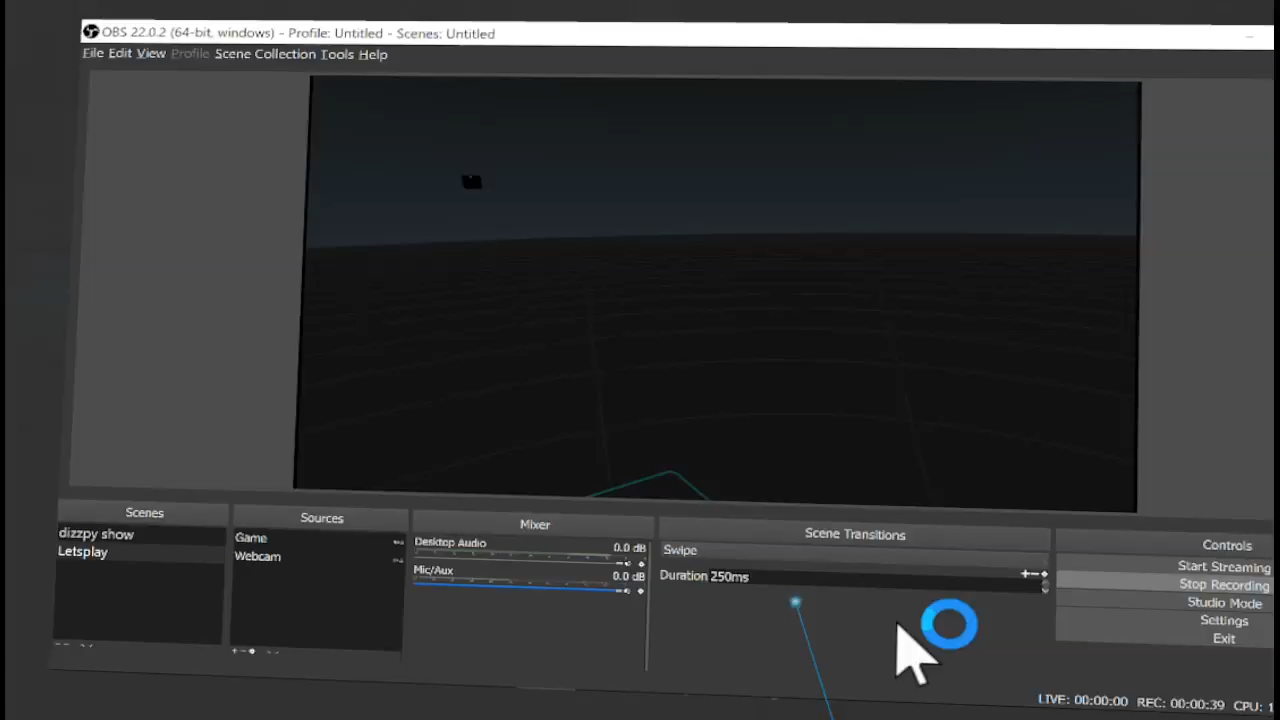 OBS 22.0.2 (64-bit, windows) - Profile: Untitled - Scenes: Untitled
File Edit View Profile Scene Collection Tools Help
Scenes
dizzpy show
Letsplay
Sources
Game
Webcam
Mixer
Desktop Audio 0.0 dB
Mic/Aux 0.0 dB
Scene Transitions
Swipe
Duration 250ms
Controls
Start Streaming
Stop Recording
Studio Mode
Settings
Exit
LIVE: 00:00:00 REC: 00:00:39 CPU: 1